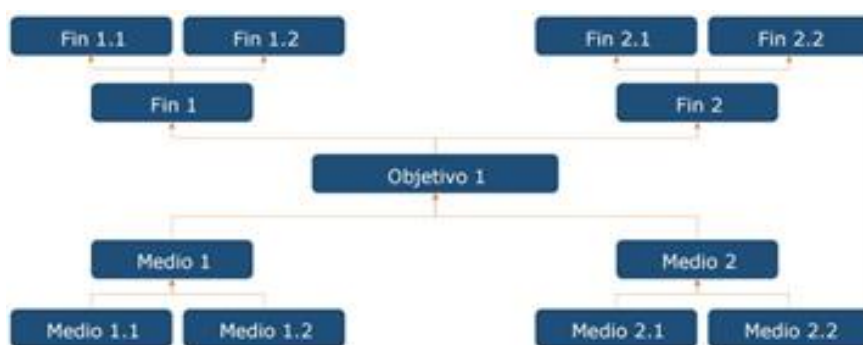 Fin 1.1
Fin 1.2
Fin 2.1
Fin 2.2
Fin 1
Fin 2
Objetivo 1
Medio 1
Medio 2
Medio 1.1
Medio 1.2
Medio 2.1
Medio 2.2